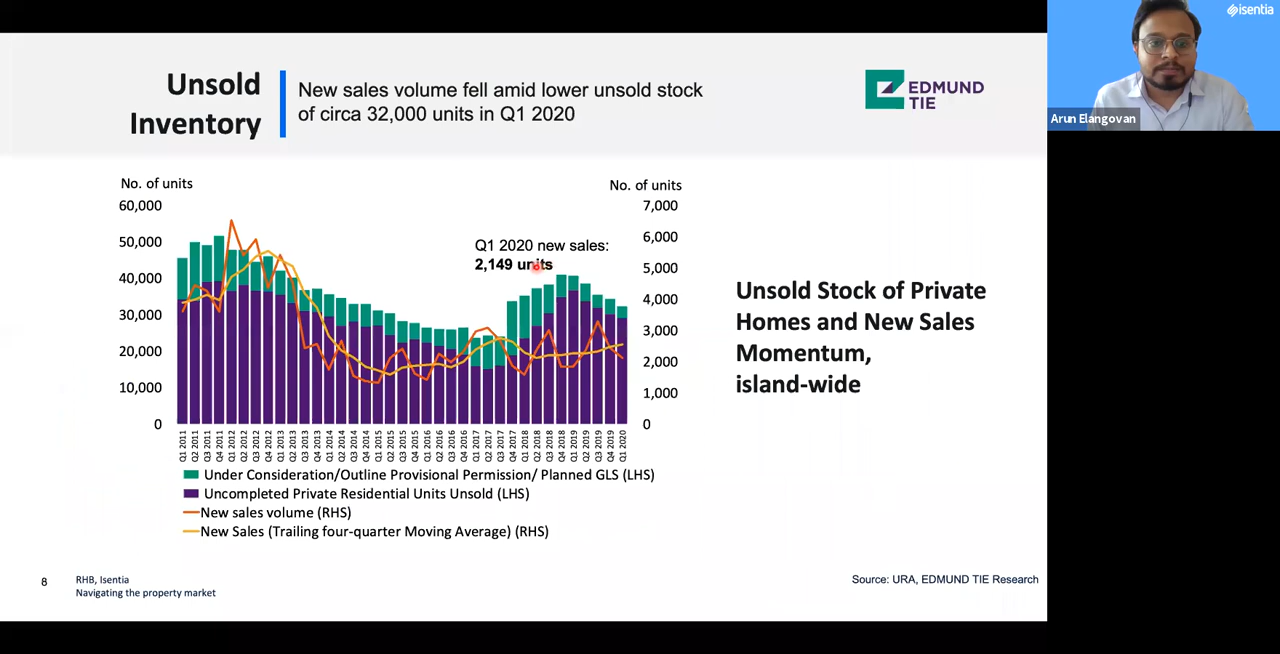 isentia
Arun Elangovan
Unsold
Inventory
New sales volume fell amid lower unsold stock
of circa 32,000 units in Q1 2020
EDMUND
TIE
No. of units
No. of units
60,000
50,000
40,000
30,000
20,000
10,000
0
7,000
6,000
5,000
4,000
3,000
2,000
1,000
0
Q1 2020 new sales:
2,149 units
Q1 2011
Q2 2011
Q3 2011
Q4 2011
Q1 2012
Q2 2012
Q3 2012
Q4 2012
Q1 2013
Q2 2013
Q3 2013
Q4 2013
Q1 2014
Q2 2014
Q3 2014
Q4 2014
Q1 2015
Q2 2015
Q3 2015
Q4 2015
Q1 2016
Q2 2016
Q3 2016
Q4 2016
Q1 2017
Q2 2017
Q3 2017
Q4 2017
Q1 2018
Q2 2018
Q3 2018
Q4 2018
Q1 2019
Q2 2019
Q3 2019
Q4 2019
Q1 2020
Under Consideration/Outline Provisional Permission/ Planned GLS (LHS)
Uncompleted Private Residential Units Unsold (LHS)
New sales volume (RHS)
New Sales (Trailing four-quarter Moving Average) (RHS)
Unsold Stock of Private
Homes and New Sales
Momentum,
island-wide
8
RHB, Isentia
Navigating the property market
Source: URA, EDMUND TIE Research